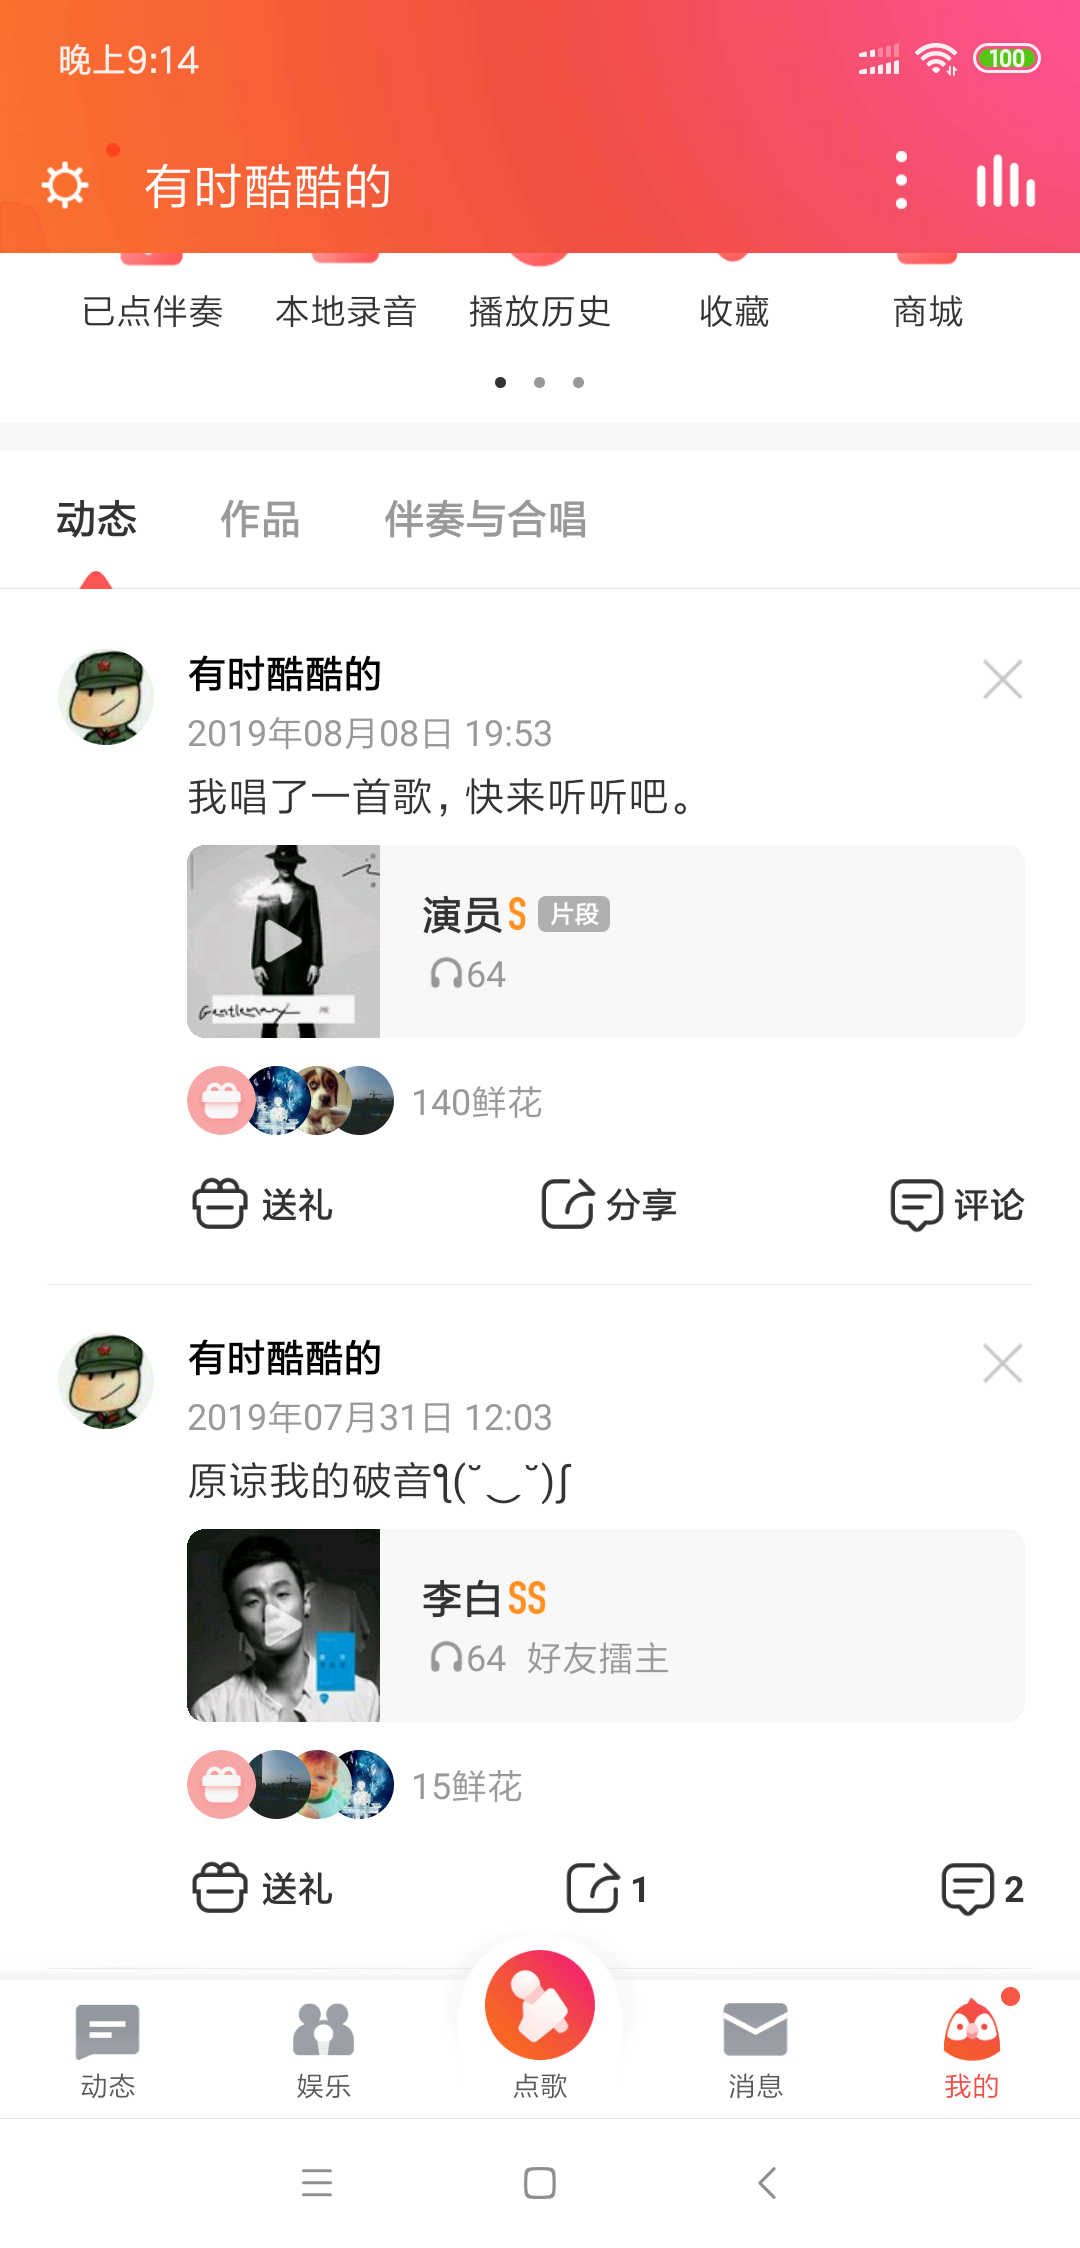 晚上9:14
100
有时酷酷的
已点伴奏 本地录音 播放历史 收藏 商城
动态 作品 伴奏与合唱
有时酷酷的
2019年08月08日 19:53
我唱了一首歌,快来听听吧。
演员 S 片段
64
Gentleman
140鲜花
送礼 分享 评论
有时酷酷的
2019年07月31日 12:03
原谅我的破音ƪ(˘⌣˘)ʃ
李白 SS
64 好友擂主
15鲜花
送礼 1 2
动态 娱乐 点歌 消息 我的